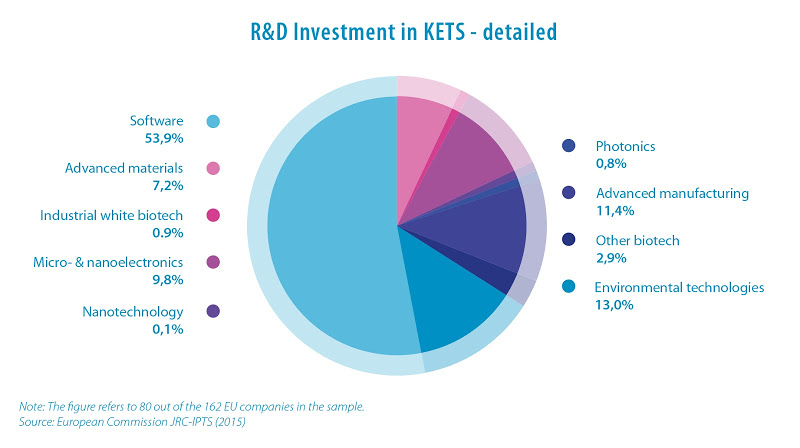 R&D Investment in KETS - detailed
Software
53,9%
Advanced materials
7,2%
Industrial white biotech
0.9%
Micro- & nanoelectronics
9,8%
Nanotechnology
0,1%
Photonics
0,8%
Advanced manufacturing
11,4%
Other biotech
2,9%
Environmental technologies
13,0%
Note: The figure refers to 80 out of the 162 EU companies in the sample.
Source: European Commission JRC-IPTS (2015)